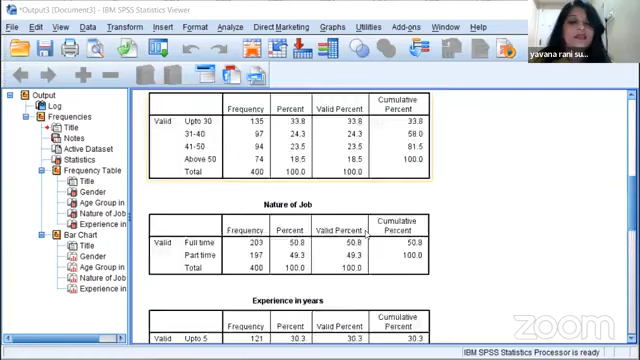 *Output3 [Document3] - IBM SPSS Statistics Viewer
File Edit View Data Transform Insert Format Analyze Direct Marketing Graphs Utilities Add-ons Window Help
yavana rani su...
Output
Log
Frequencies
Title
Notes
Active Dataset
Statistics
Frequency Table
Title
Gender
Age Group in
Nature of Job
Experience in
Bar Chart
Title
Gender
Age Group in
Nature of Job
Experience in
Frequency Percent Valid Percent Cumulative Percent
Valid Upto 30 135 33.8 33.8 33.8
31-40 97 24.3 24.3 58.0
41-50 94 23.5 23.5 81.5
Above 50 74 18.5 18.5 100.0
Total 400 100.0 100.0
Nature of Job
Frequency Percent Valid Percent Cumulative Percent
Valid Full time 203 50.8 50.8 50.8
Part time 197 49.3 49.3 100.0
Total 400 100.0 100.0
Experience in years
Frequency Percent Valid Percent Cumulative Percent
Valid Upto 5 121 30.3 30.3 30.3
zoom
IBM SPSS Statistics Processor is ready